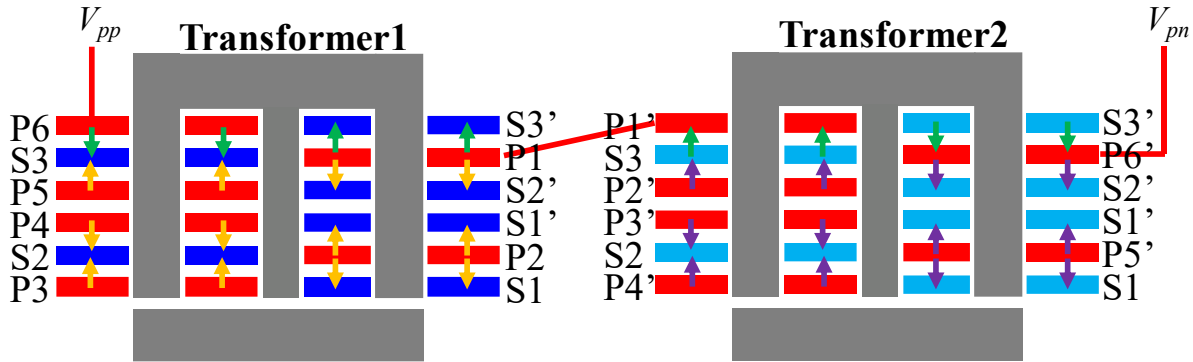 V_pp
Transformer1
Transformer2
V_pn
P6
S3
P5
P4
S2
P3
S3’
P1
S2’
S1’
P2
S1
P1’
S3
P2’
P3’
S2
P4’
S3’
P6’
S2’
S1’
P5’
S1